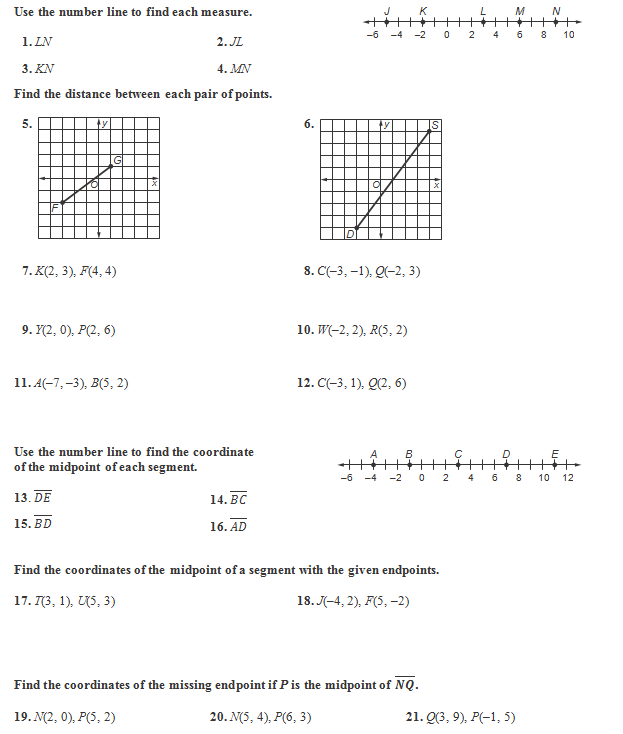 Use the number line to find each measure.
J K L M N
-6 -4 -2 0 2 4 6 8 10
1. LN 2. JL
3. KN 4. MN
Find the distance between each pair of points.
5. 6.
y G O x F
y S O x D
7. K(2, 3), F(4, 4) 8. C(–3, –1), Q(–2, 3)
9. Y(2, 0), P(2, 6) 10. W(–2, 2), R(5, 2)
11. A(–7, –3), B(5, 2) 12. C(–3, 1), Q(2, 6)
Use the number line to find the coordinate
of the midpoint of each segment.
A B C D E
-6 -4 -2 0 2 4 6 8 10 12
13. DE 14. BC
15. BD 16. AD
Find the coordinates of the midpoint of a segment with the given endpoints.
17. T(3, 1), U(5, 3) 18. J(–4, 2), F(5, –2)
Find the coordinates of the missing endpoint if P is the midpoint of NQ.
19. N(2, 0), P(5, 2) 20. N(5, 4), P(6, 3) 21. Q(3, 9), P(–1, 5)